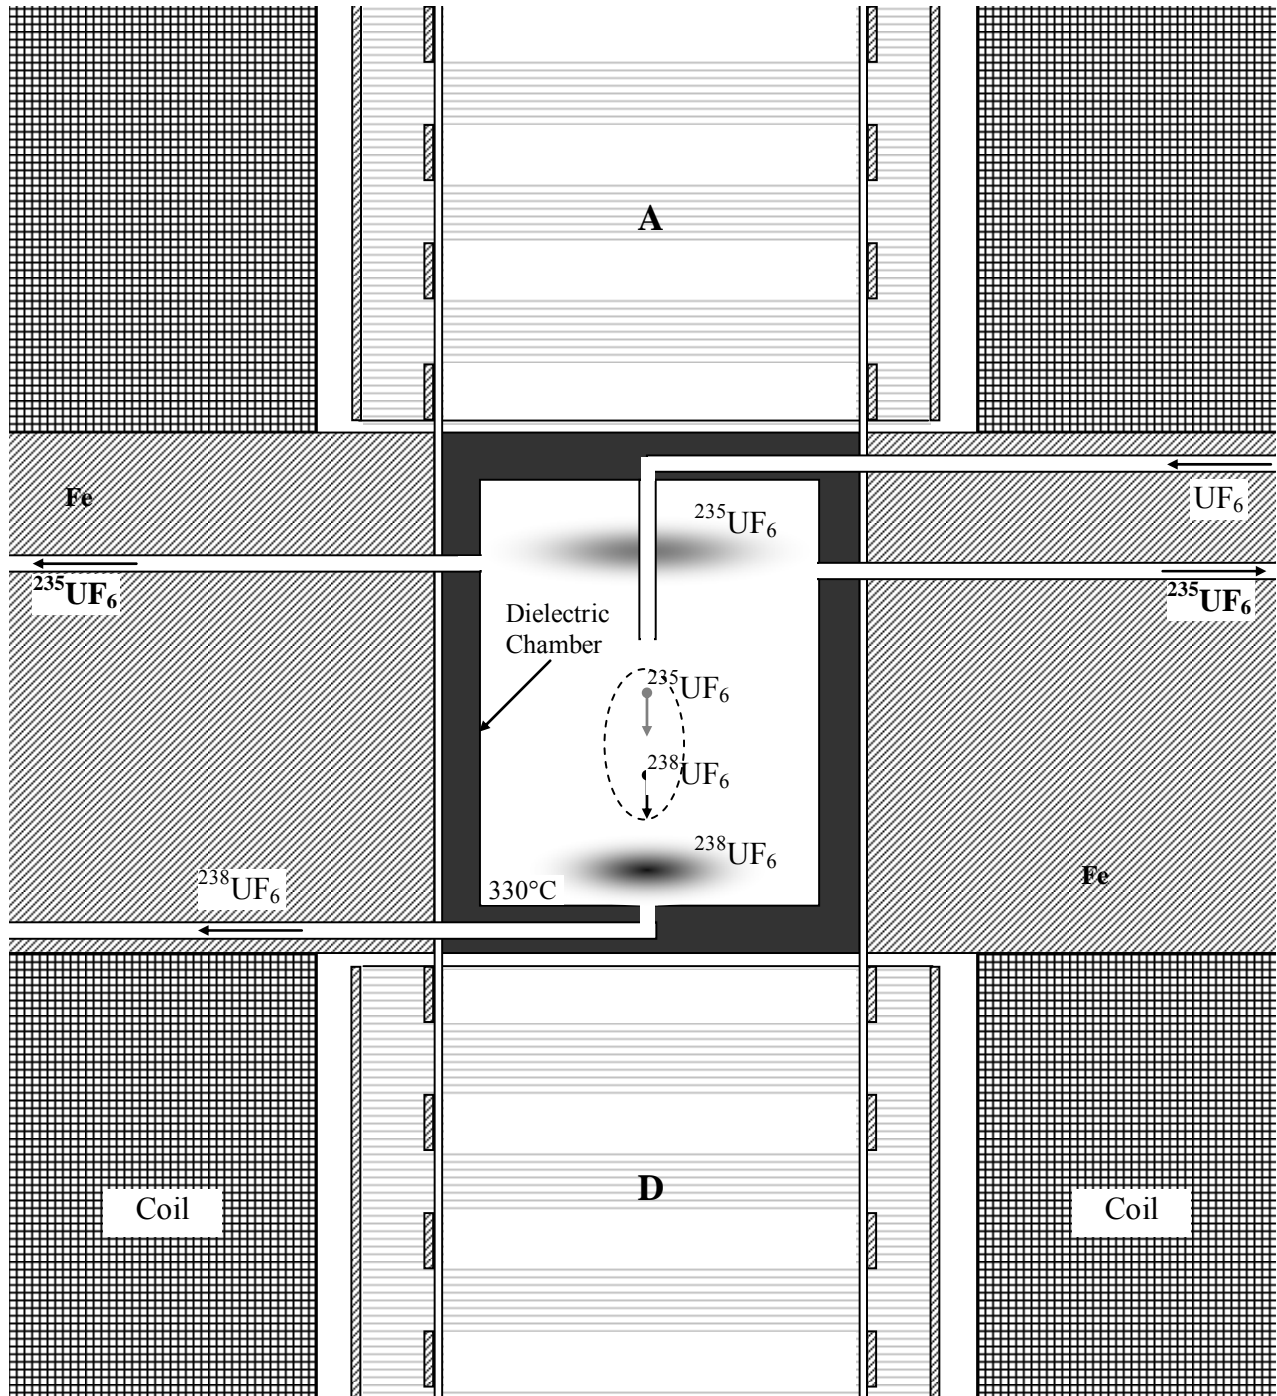 A
Fe
UF₆
²³⁵UF₆
²³⁵UF₆
²³⁵UF₆
Dielectric
Chamber
²³⁵UF₆
²³⁸UF₆
²³⁸UF₆
330°C
²³⁸UF₆
Fe
D
Coil
Coil